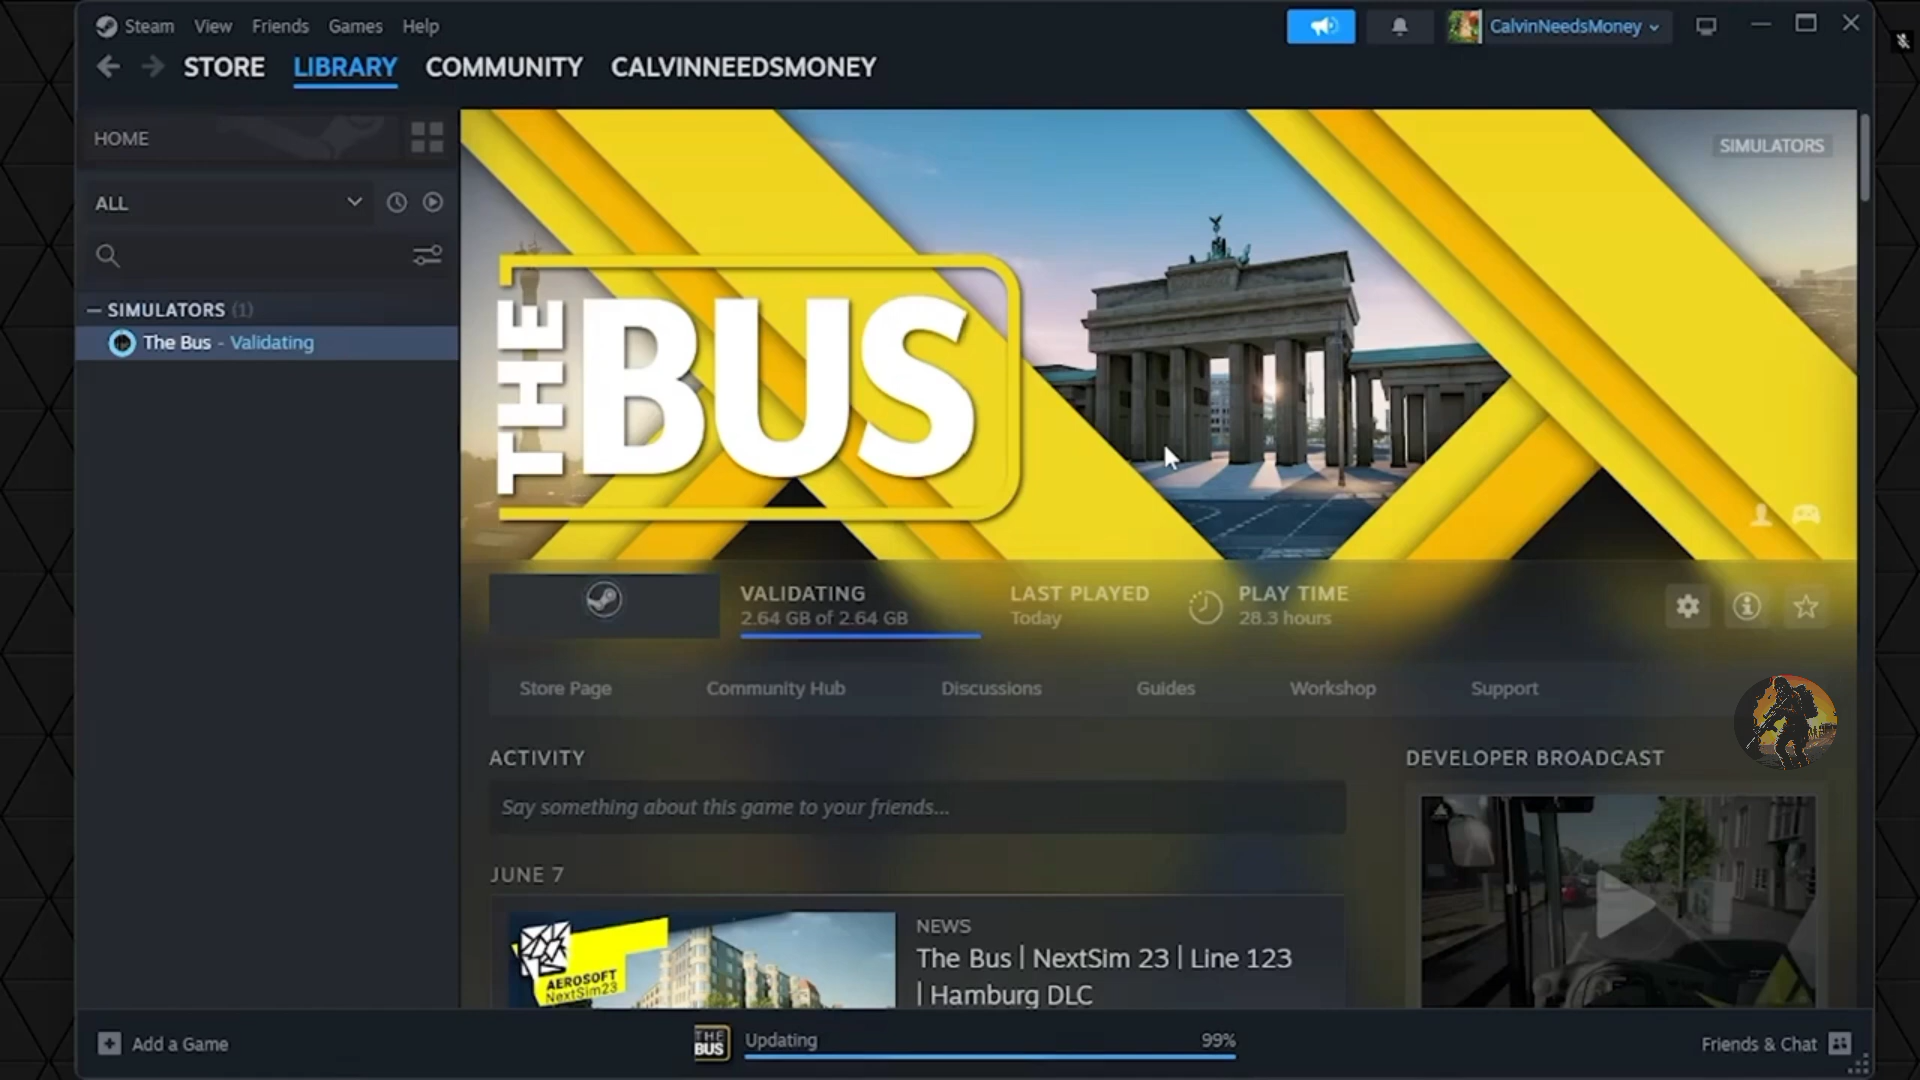 Steam View Friends Games Help
CalvinNeedsMoney
STORE LIBRARY COMMUNITY CALVINNEEDSMONEY
HOME
SIMULATORS
ALL
SIMULATORS (1)
The Bus - Validating
THE BUS
VALIDATING
2.64 GB of 2.64 GB
LAST PLAYED
Today
PLAY TIME
28.3 hours
Store Page Community Hub Discussions Guides Workshop Support
ACTIVITY
Say something about this game to your friends...
DEVELOPER BROADCAST
JUNE 7
AEROSOFT
NextSim23
NEWS
The Bus | NextSim 23 | Line 123
| Hamburg DLC
Add a Game
THE
BUS
Updating 99%
Friends & Chat